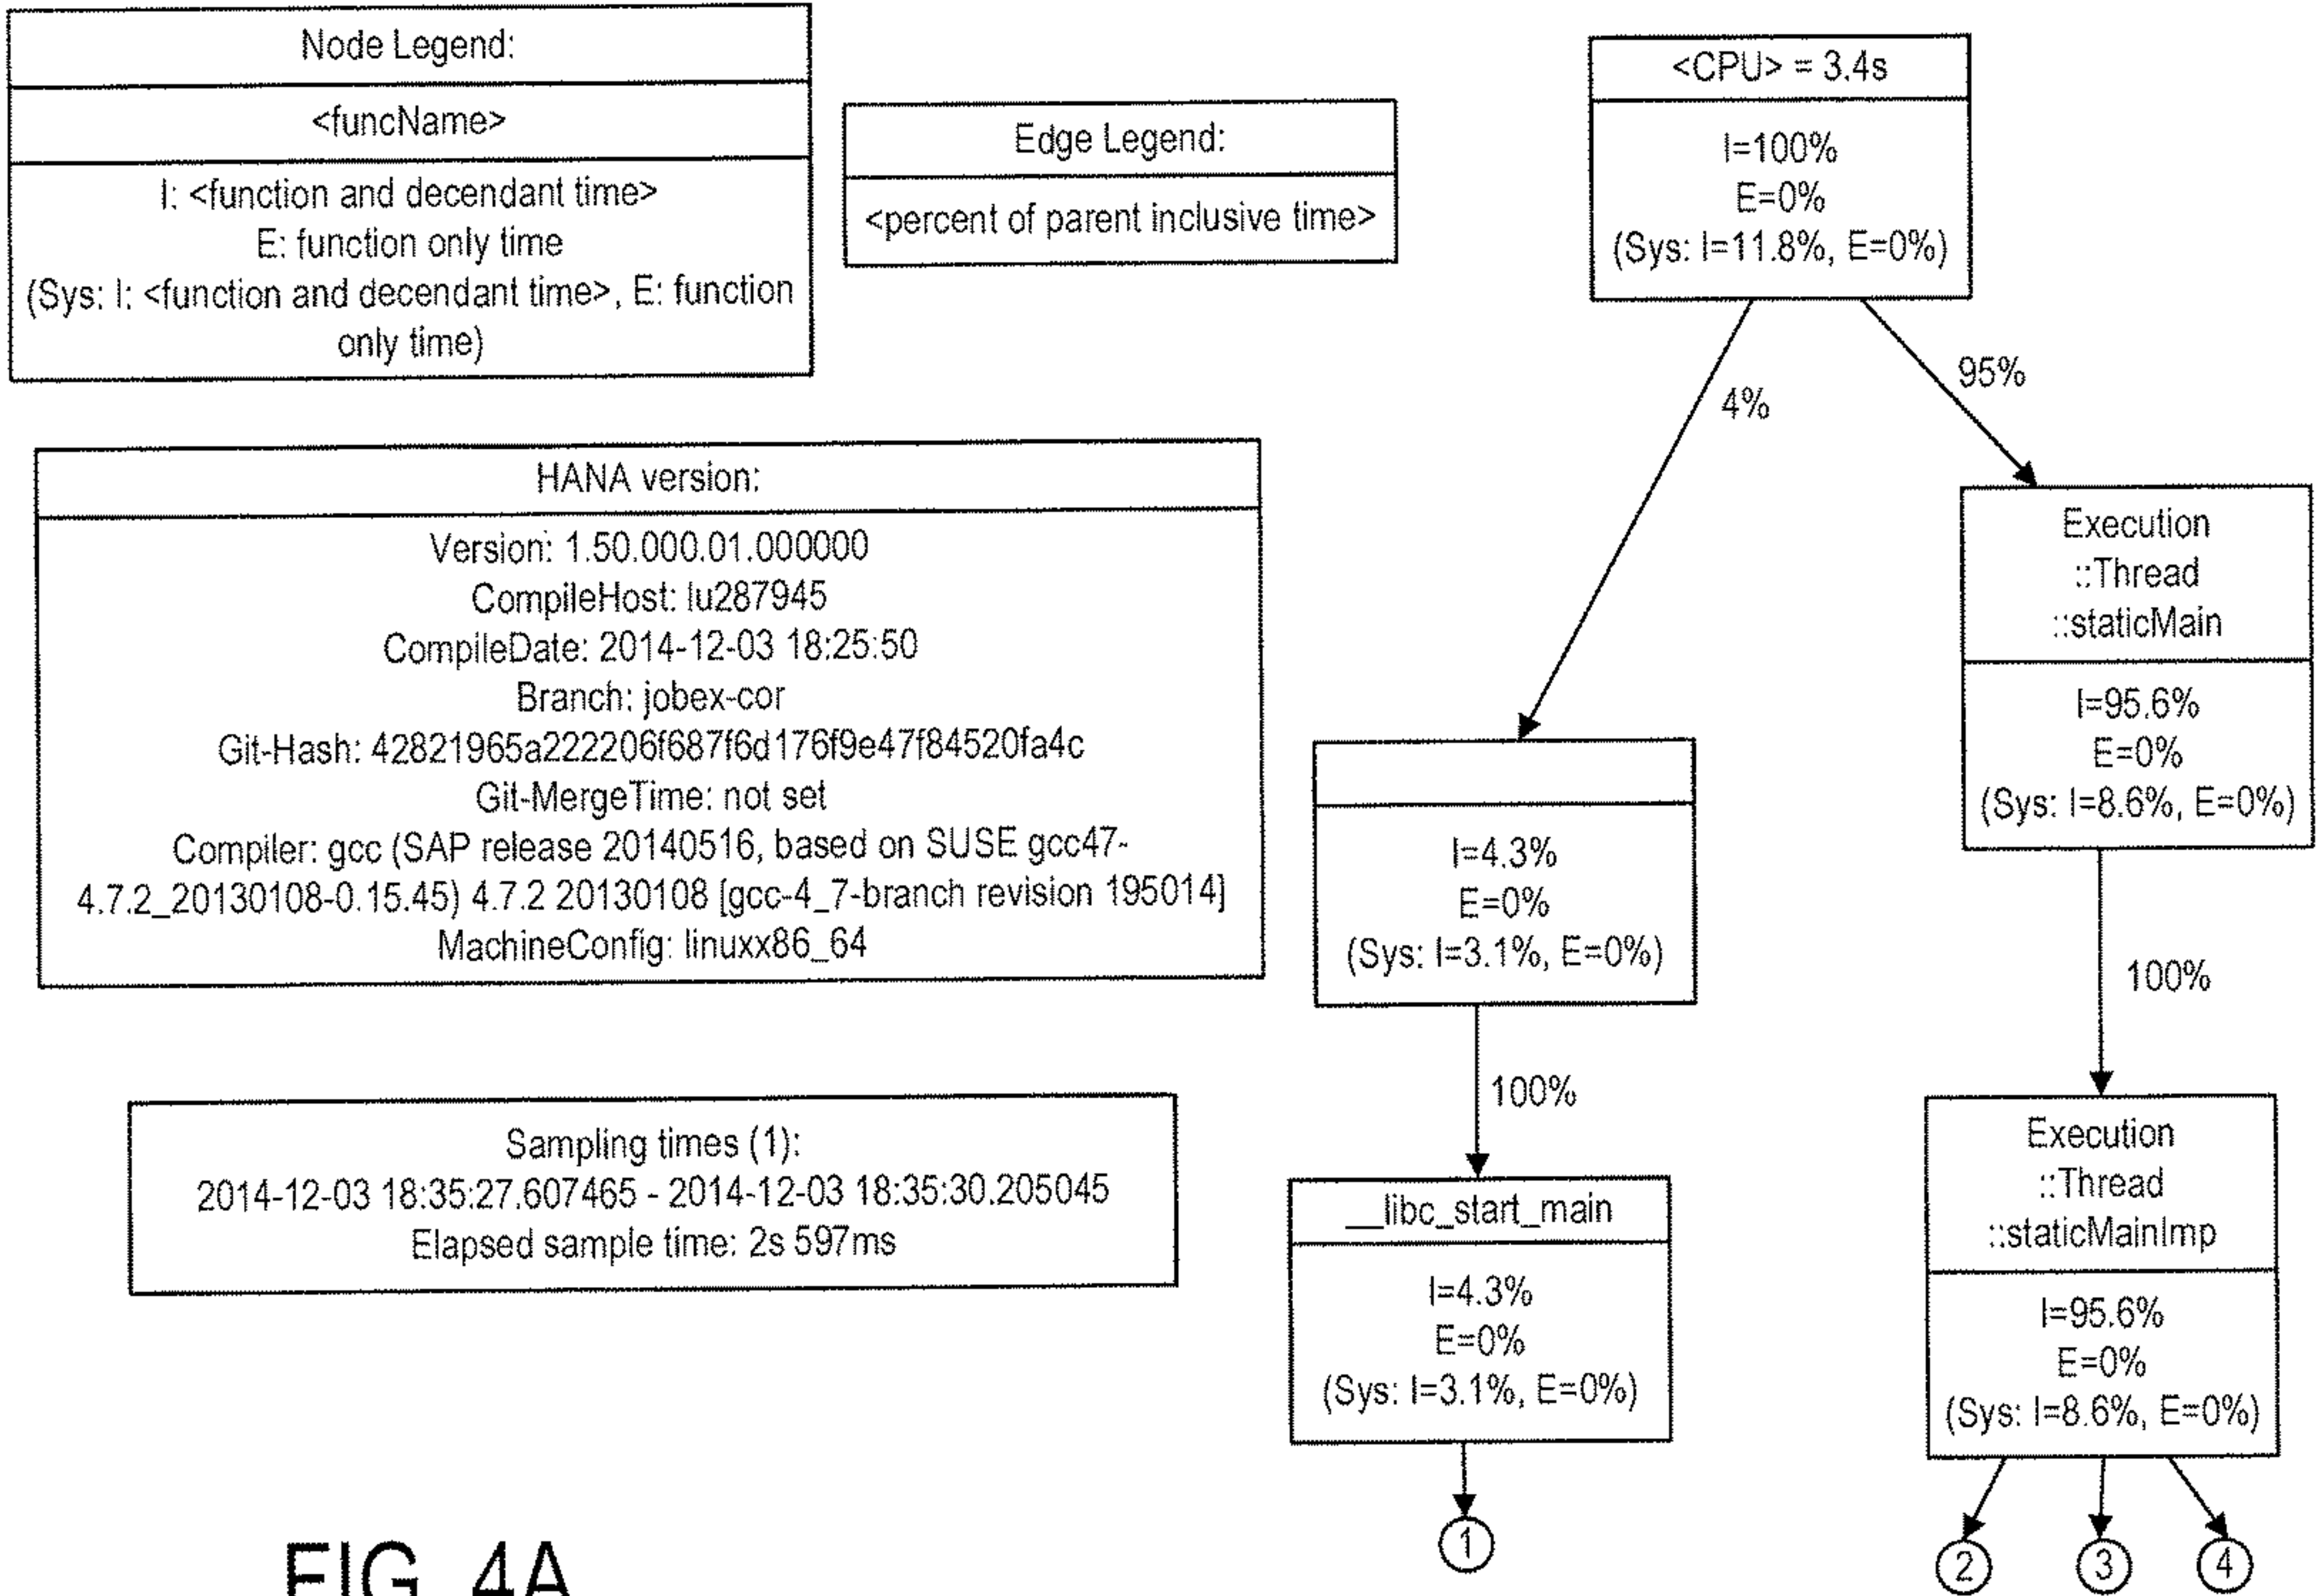 Node Legend:
<funcName>
I: <function and decendant time>
E: function only time
(Sys: I: <function and decendant time>, E: function
only time)
Edge Legend:
<percent of parent inclusive time>
<CPU> = 3.4s
I=100%
E=0%
(Sys: I=11.8%, E=0%)
4%
95%
HANA version:
Version: 1.50.000.01.000000
CompileHost: lu287945
CompileDate: 2014-12-03 18:25:50
Branch: jobex-cor
Git-Hash: 42821965a222206f687f6d176f9e47f84520fa4c
Git-MergeTime: not set
Compiler: gcc (SAP release 20140516, based on SUSE gcc47-
4.7.2_20130108-0.15.45) 4.7.2 20130108 [gcc-4_7-branch revision 195014]
MachineConfig: linuxx86_64
Execution
::Thread
::staticMain
I=95.6%
E=0%
(Sys: I=8.6%, E=0%)
I=4.3%
E=0%
(Sys: I=3.1%, E=0%)
100%
100%
Sampling times (1):
2014-12-03 18:35:27.607465 - 2014-12-03 18:35:30.205045
Elapsed sample time: 2s 597ms
__libc_start_main
I=4.3%
E=0%
(Sys: I=3.1%, E=0%)
Execution
::Thread
::staticMainImp
I=95.6%
E=0%
(Sys: I=8.6%, E=0%)
1
2
3
4
FIG. 4A